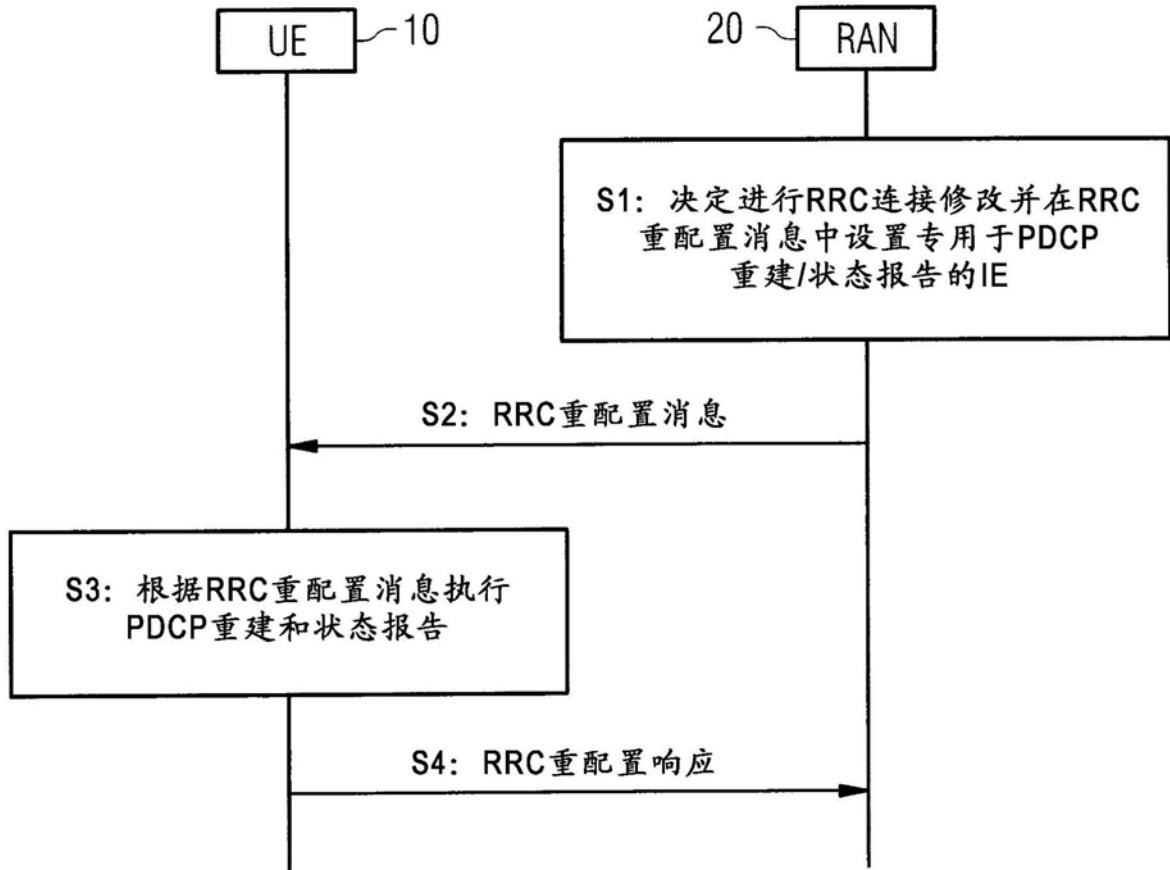 UE
10
20
RAN
S1: 决定进行RRC连接修改并在RRC
重配置消息中设置专用于PDCP
重建/状态报告的IE
S2: RRC重配置消息
S3: 根据RRC重配置消息执行
PDCP重建和状态报告
S4: RRC重配置响应